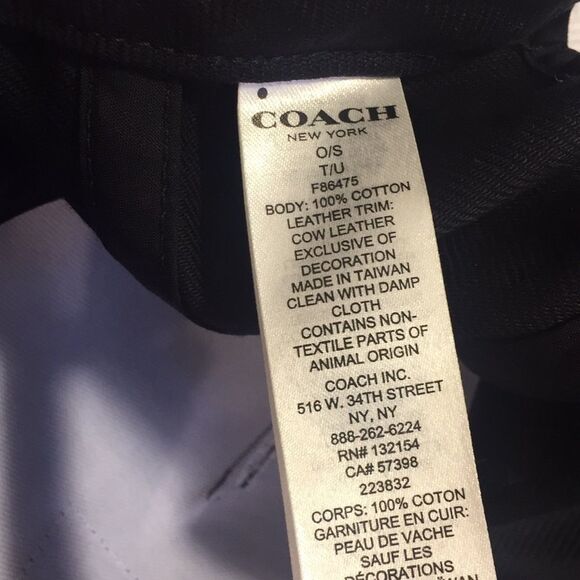 COACH
NEW YORK
O/S
T/U
F86475
BODY: 100% COTTON
LEATHER TRIM:
COW LEATHER
EXCLUSIVE OF
DECORATION
MADE IN TAIWAN
CLEAN WITH DAMP
CLOTH
CONTAINS NON-
TEXTILE PARTS OF
ANIMAL ORIGIN
COACH INC.
516 W. 34TH STREET
NY, NY
888-262-6224
RN# 132154
CA# 57398
223832
CORPS: 100% COTON
GARNITURE EN CUIR:
PEAU DE VACHE
SAUF LES
DÉCORATIONS